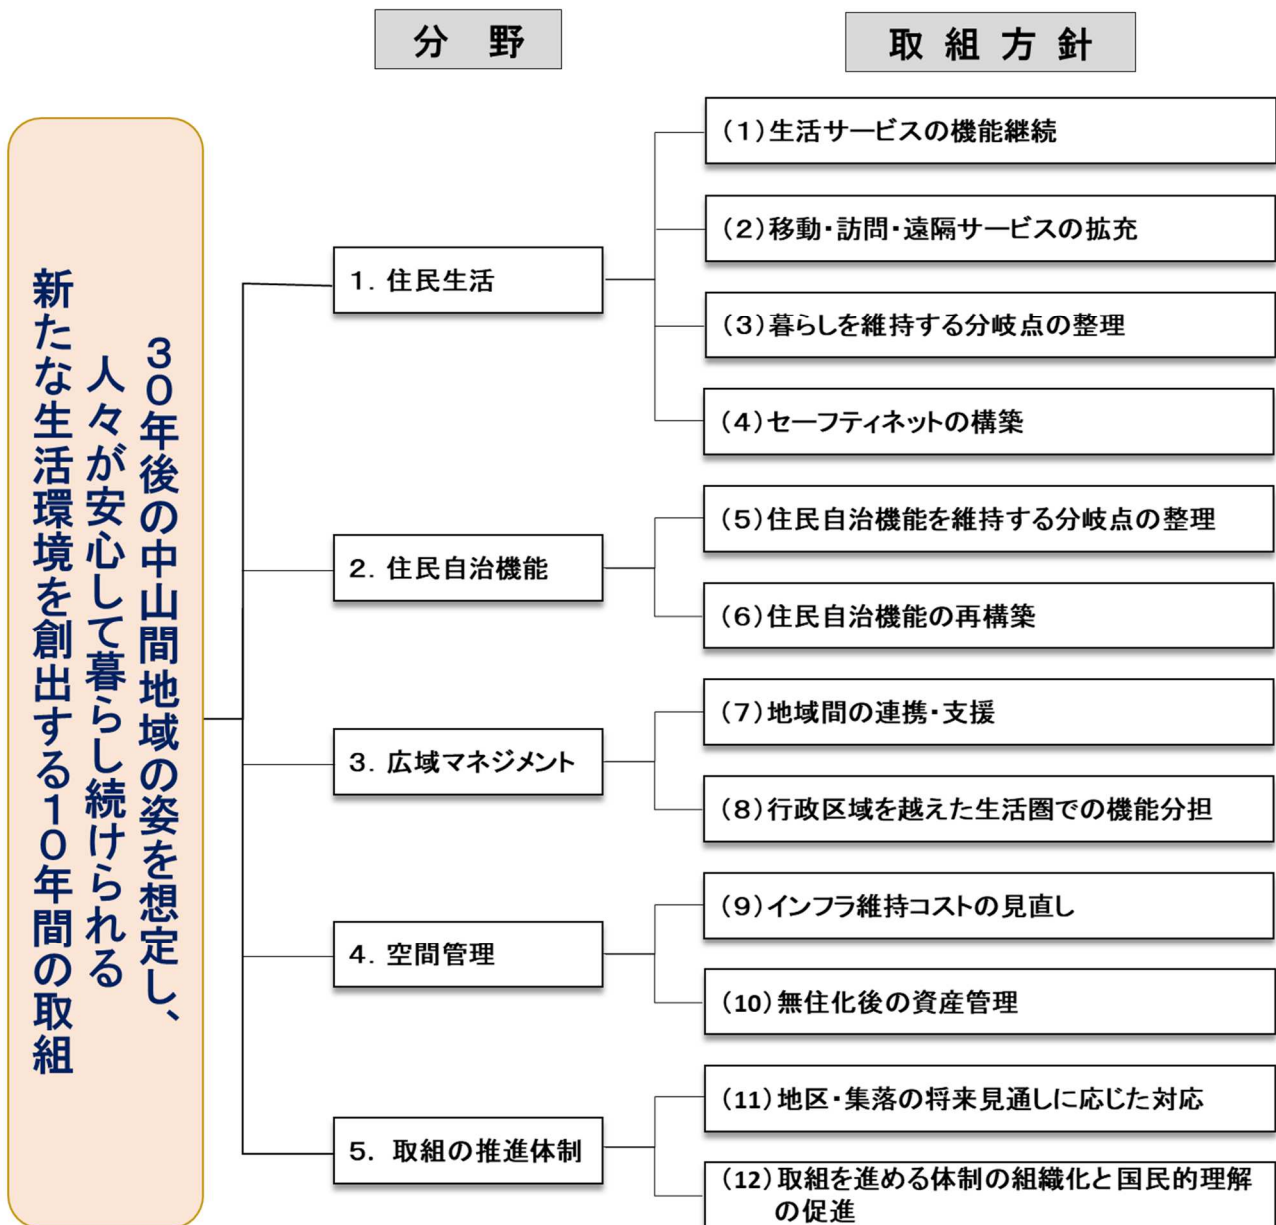 分 野
取 組 方 針
30年後の中山間地域の姿を想定し、
人々が安心して暮らし続けられる
新たな生活環境を創出する10年間の取組
1. 住民生活
(1)生活サービスの機能継続
(2)移動・訪問・遠隔サービスの拡充
(3)暮らしを維持する分岐点の整理
(4)セーフティネットの構築
2. 住民自治機能
(5)住民自治機能を維持する分岐点の整理
(6)住民自治機能の再構築
3. 広域マネジメント
(7)地域間の連携・支援
(8)行政区域を越えた生活圏での機能分担
4. 空間管理
(9)インフラ維持コストの見直し
(10)無住化後の資産管理
5. 取組の推進体制
(11)地区・集落の将来見通しに応じた対応
(12)取組を進める体制の組織化と国民的理解
の促進